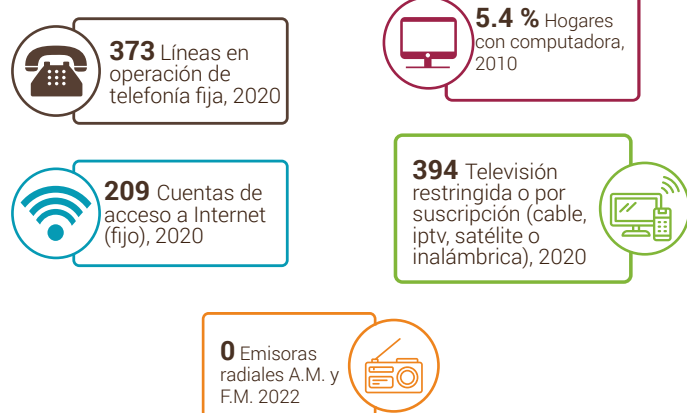 373 Líneas en
operación de
telefonía fija, 2020
5.4 % Hogares
con computadora,
2010
209 Cuentas de
acceso a Internet
(fijo), 2020
394 Televisión
restringida o por
suscripción (cable,
iptv, satélite o
inalámbrica), 2020
0 Emisoras
radiales A.M. y
F.M. 2022